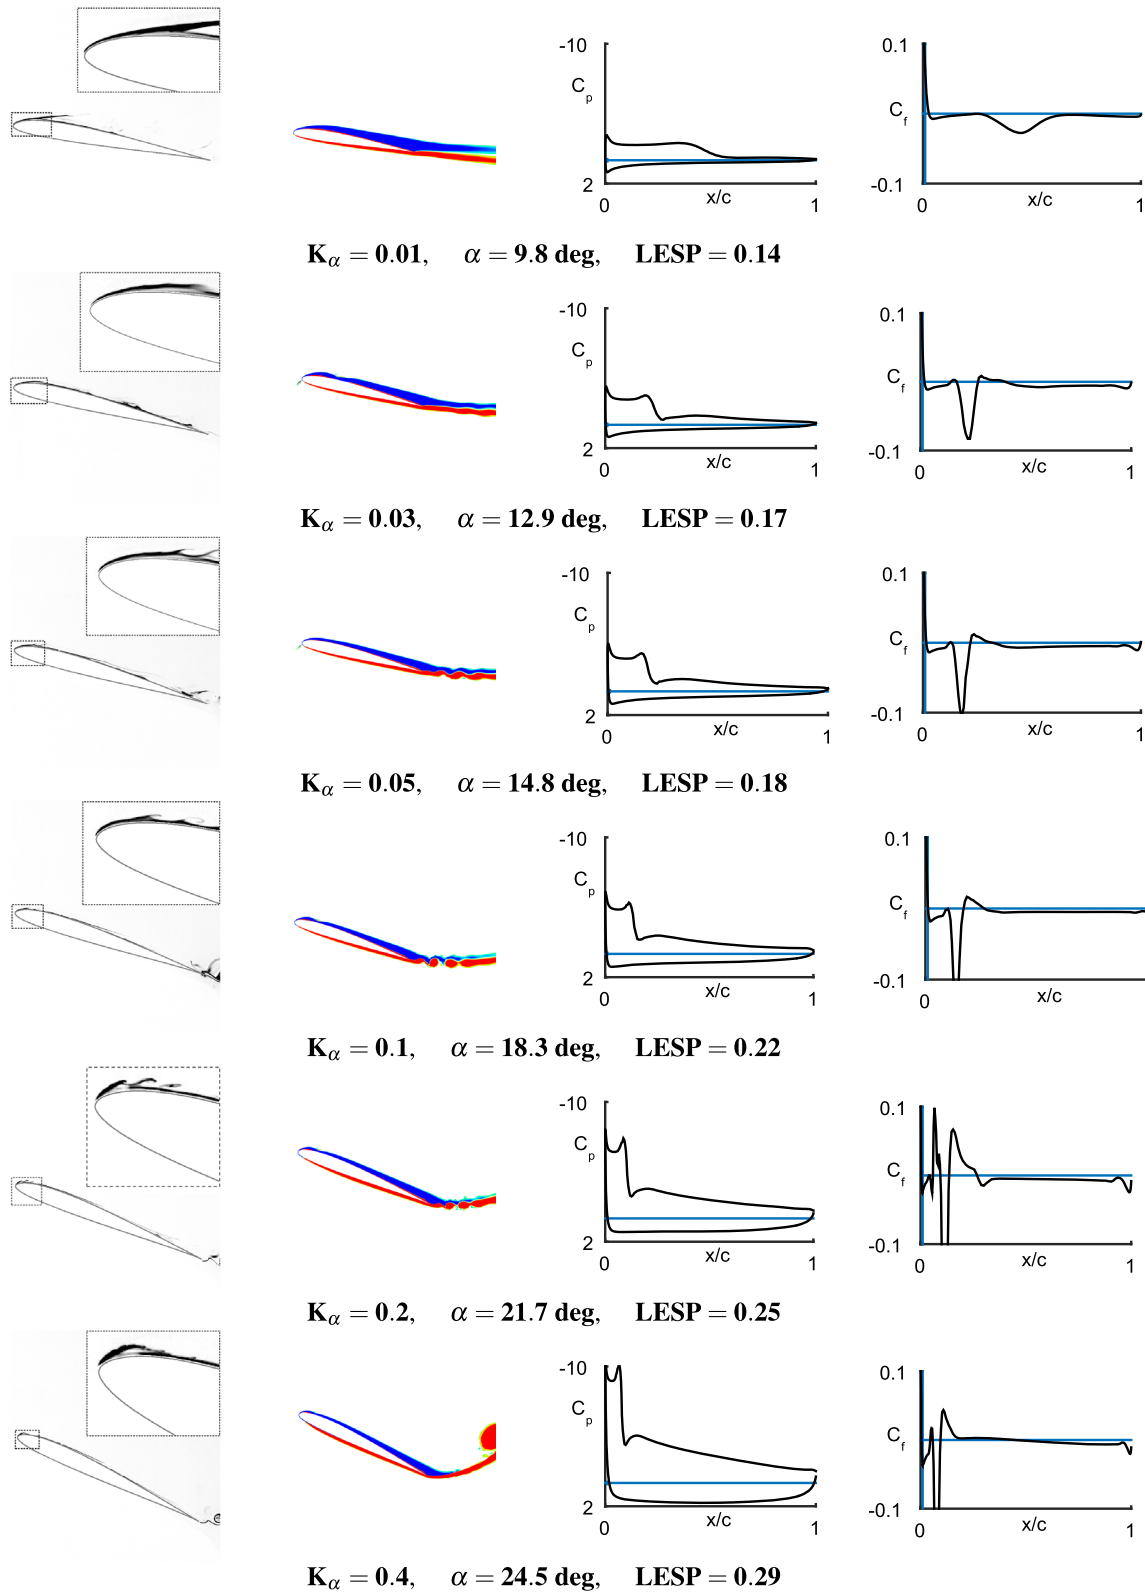 -10
C_p
2
0
x/c
1
0.1
C_f
-0.1
0
x/c
1
K_α = 0.01, α = 9.8 deg, LESP = 0.14
-10
C_p
2
0
x/c
1
0.1
C_f
-0.1
0
x/c
1
K_α = 0.03, α = 12.9 deg, LESP = 0.17
-10
C_p
2
0
x/c
1
0.1
C_f
-0.1
0
x/c
1
K_α = 0.05, α = 14.8 deg, LESP = 0.18
-10
C_p
2
0
x/c
1
0.1
C_f
-0.1
0
x/c
K_α = 0.1, α = 18.3 deg, LESP = 0.22
-10
C_p
2
0
x/c
1
0.1
C_f
-0.1
0
x/c
1
K_α = 0.2, α = 21.7 deg, LESP = 0.25
-10
C_p
2
0
x/c
1
0.1
C_f
-0.1
0
x/c
1
K_α = 0.4, α = 24.5 deg, LESP = 0.29